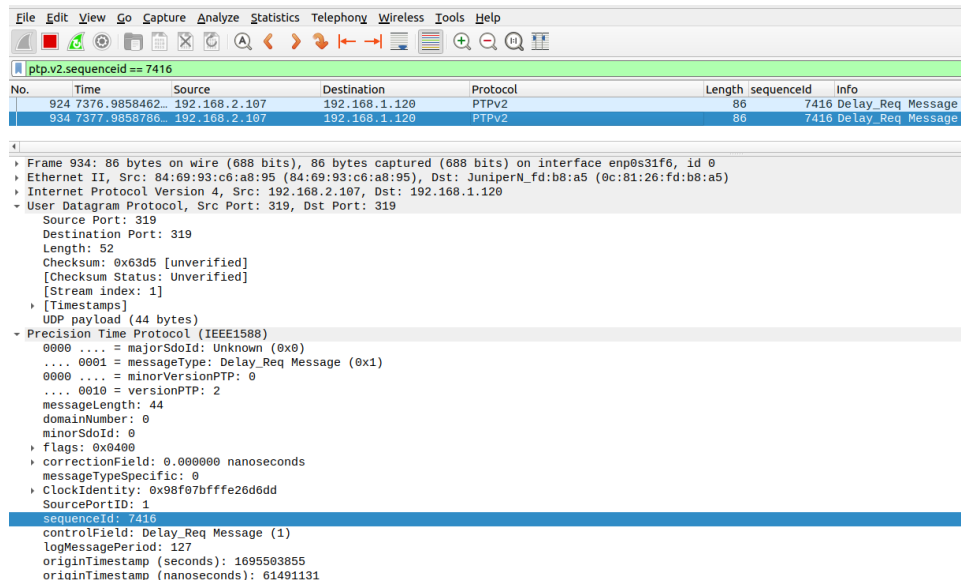 File Edit View Go Capture Analyze Statistics Telephony Wireless Tools Help
ptp.v2.sequenceid == 7416
No. Time Source Destination Protocol Length sequenceId Info
924 7376.9858462… 192.168.2.107 192.168.1.120 PTPv2 86 7416 Delay_Req Message
934 7377.9858786… 192.168.2.107 192.168.1.120 PTPv2 86 7416 Delay_Req Message
Frame 934: 86 bytes on wire (688 bits), 86 bytes captured (688 bits) on interface enp0s31f6, id 0
Ethernet II, Src: 84:69:93:c6:a8:95 (84:69:93:c6:a8:95), Dst: JuniperN_fd:b8:a5 (0c:81:26:fd:b8:a5)
Internet Protocol Version 4, Src: 192.168.2.107, Dst: 192.168.1.120
User Datagram Protocol, Src Port: 319, Dst Port: 319
Source Port: 319
Destination Port: 319
Length: 52
Checksum: 0x63d5 [unverified]
[Checksum Status: Unverified]
[Stream index: 1]
[Timestamps]
UDP payload (44 bytes)
Precision Time Protocol (IEEE1588)
0000 .... = majorSdoId: Unknown (0x0)
.... 0001 = messageType: Delay_Req Message (0x1)
0000 .... = minorVersionPTP: 0
.... 0010 = versionPTP: 2
messageLength: 44
domainNumber: 0
minorSdoId: 0
flags: 0x0400
correctionField: 0.000000 nanoseconds
messageTypeSpecific: 0
ClockIdentity: 0x98f07bfffe26d6dd
SourcePortID: 1
sequenceId: 7416
controlField: Delay_Req Message (1)
logMessagePeriod: 127
originTimestamp (seconds): 1695503855
originTimestamp (nanoseconds): 61491131